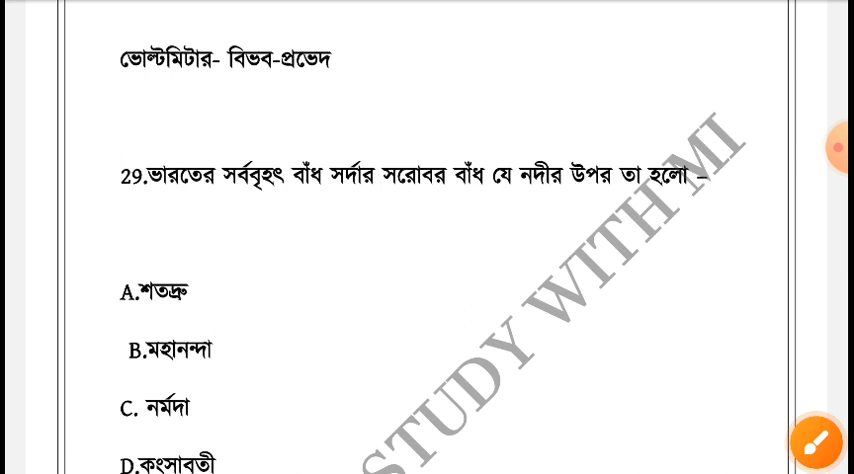 ভোল্টমিটার- বিভব-প্রভেদ
29.ভারতের সর্ববৃহৎ বাঁধ সর্দার সরোবর বাঁধ যে নদীর উপর তা হলো –
A.শতদ্রু
B.মহানন্দা
C. নর্মদা
D.কংসাবতী
STUDY WITH MI